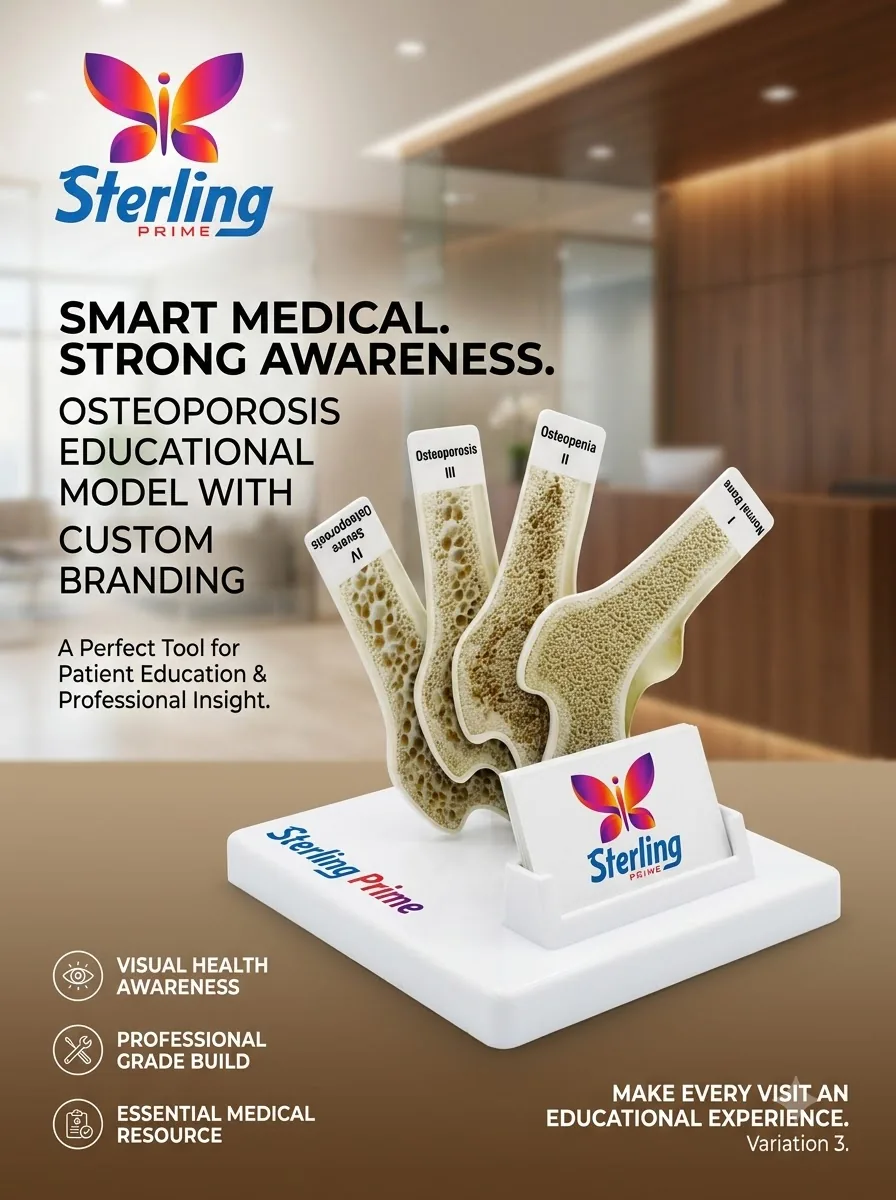 Sterling
PRIME
SMART MEDICAL.
STRONG AWARENESS.
OSTEOPOROSIS
EDUCATIONAL
MODEL WITH
CUSTOM
BRANDING
A Perfect Tool for
Patient Education &
Professional Insight.
Severe
Osteoporosis
IV
Osteoporosis
III
Osteopenia
II
Normal Bone
I
Sterling
PRIME
Sterling Prime
VISUAL HEALTH
AWARENESS
PROFESSIONAL
GRADE BUILD
ESSENTIAL MEDICAL
RESOURCE
MAKE EVERY VISIT AN
EDUCATIONAL EXPERIENCE.
Variation 3.